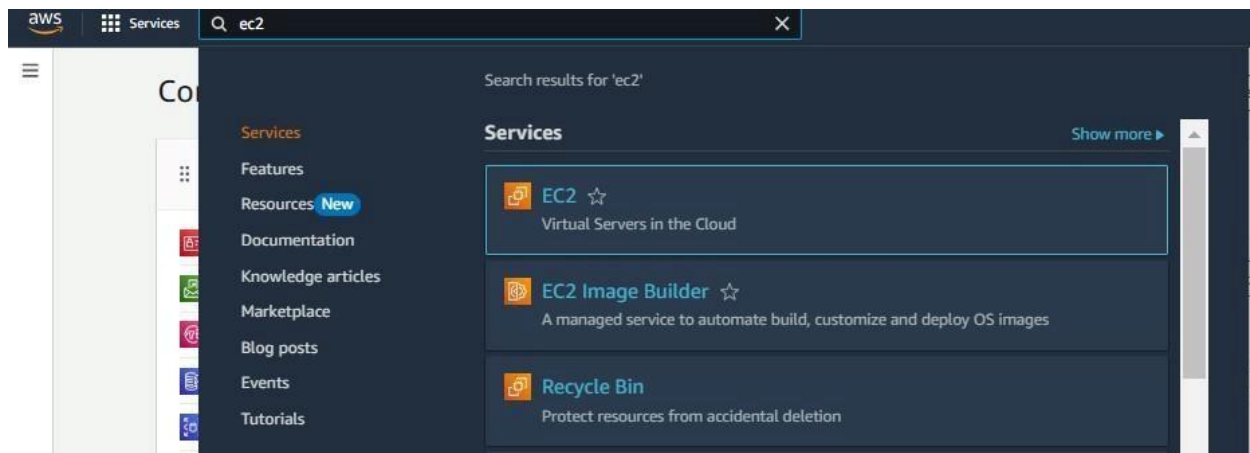 aws
Services
ec2
Search results for 'ec2'
Services
Features
Resources New
Documentation
Knowledge articles
Marketplace
Blog posts
Events
Tutorials
Services
Show more
EC2
Virtual Servers in the Cloud
EC2 Image Builder
A managed service to automate build, customize and deploy OS images
Recycle Bin
Protect resources from accidental deletion